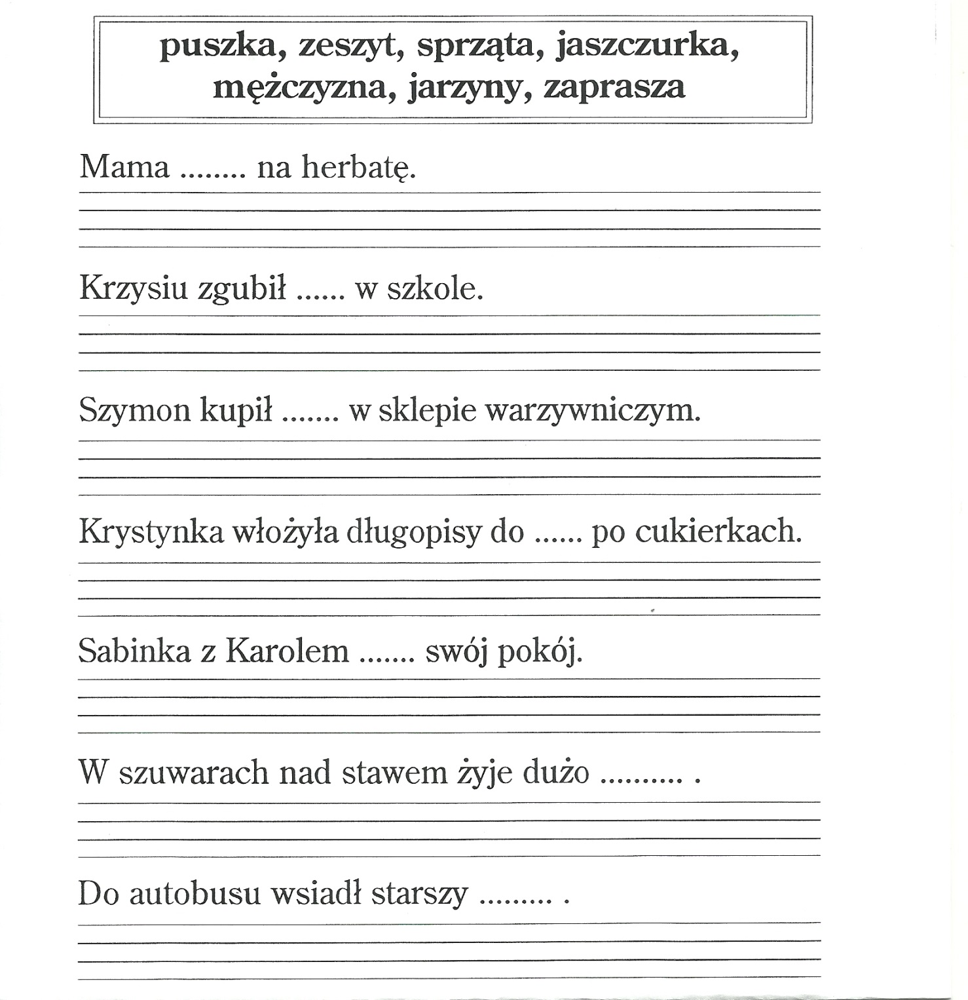 puszka, zeszyt, sprząta, jaszczurka,
mężczyzna, jarzyny, zaprasza
Mama ........ na herbatę.
Krzysiu zgubił ...... w szkole.
Szymon kupił ....... w sklepie warzywniczym.
Krystynka włożyła długopisy do ...... po cukierkach.
Sabinka z Karolem ....... swój pokój.
W szuwarach nad stawem żyje dużo .......... .
Do autobusu wsiadł starszy ......... .